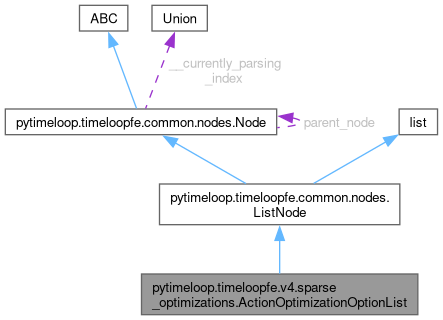 ABC
Union
__currently_parsing
_index
pytimeloop.timeloopfe.common.nodes.Node
parent_node
list
pytimeloop.timeloopfe.common.nodes.
ListNode
pytimeloop.timeloopfe.v4.sparse
_optimizations.ActionOptimizationOptionList